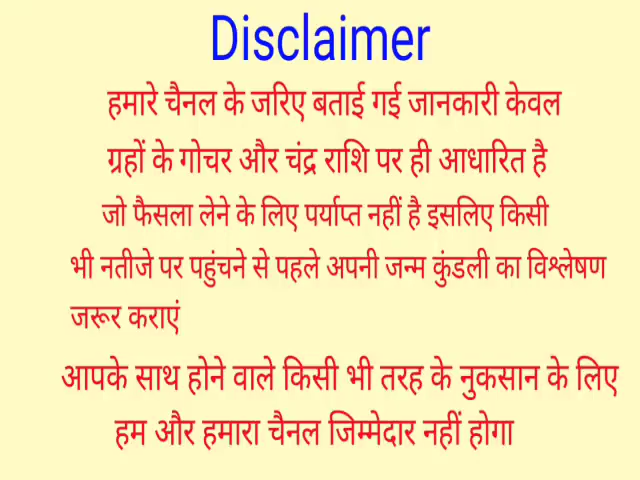 Disclaimer
हमारे चैनल के जरिए बताई गई जानकारी केवल
ग्रहों के गोचर और चंद्र राशि पर ही आधारित है
जो फैसला लेने के लिए पर्याप्त नहीं है इसलिए किसी
भी नतीजे पर पहुंचने से पहले अपनी जन्म कुंडली का विश्लेषण
जरूर कराएं
आपके साथ होने वाले किसी भी तरह के नुकसान के लिए
हम और हमारा चैनल जिम्मेदार नहीं होगा